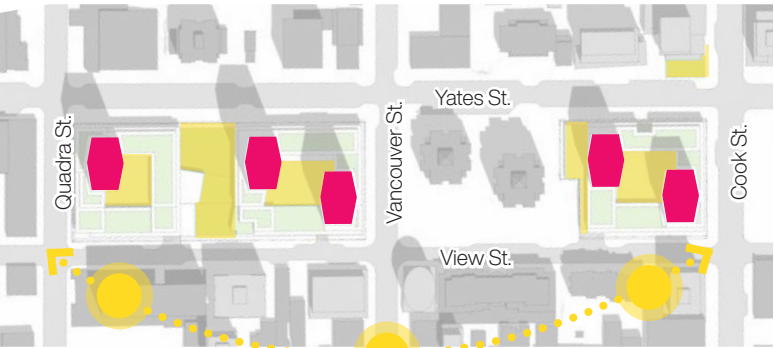 Yates St.
Quadra St.
Vancouver St.
Cook St.
View St.